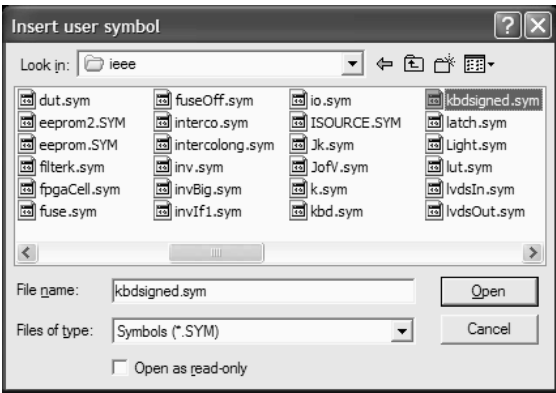 Insert user symbol
Look in: ieee
dut.sym fuseOff.sym io.sym kbdsigned.sym
eeprom2.SYM interco.sym ISOURCE.SYM latch.sym
eeprom.SYM intercolong.sym Jk.sym Light.sym
filterk.sym inv.sym JofV.sym lut.sym
fpgaCell.sym invBig.sym k.sym lvdsIn.sym
fuse.sym invIf1.sym kbd.sym lvdsOut.sym
File name: kbdsigned.sym Open
Files of type: Symbols (*.SYM) Cancel
Open as read-only